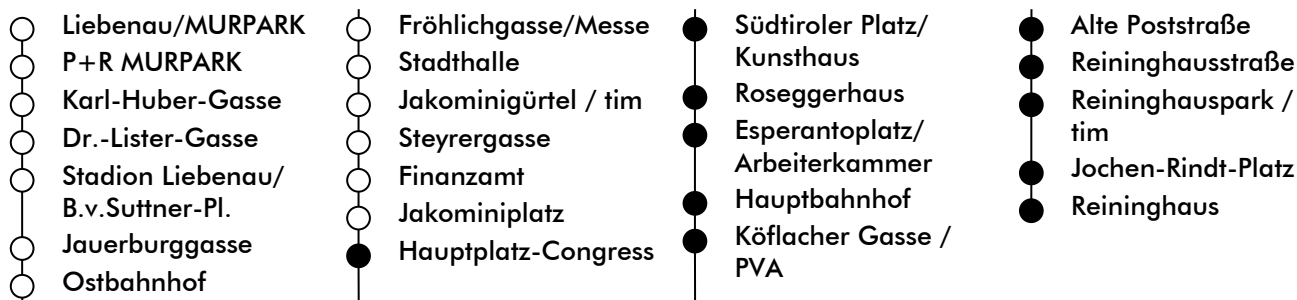 Liebenau/MURPARK
P+R MURPARK
Karl-Huber-Gasse
Dr.-Lister-Gasse
Stadion Liebenau/
B.v.Suttner-Pl.
Jauerburggasse
Ostbahnhof
Fröhlichgasse/Messe
Stadthalle
Jakominigürtel / tim
Steyrergasse
Finanzamt
Jakominiplatz
Hauptplatz-Congress
Südtiroler Platz/
Kunsthaus
Roseggerhaus
Esperantoplatz/
Arbeiterkammer
Hauptbahnhof
Köflacher Gasse /
PVA
Alte Poststraße
Reininghausstraße
Reininghauspark /
tim
Jochen-Rindt-Platz
Reininghaus